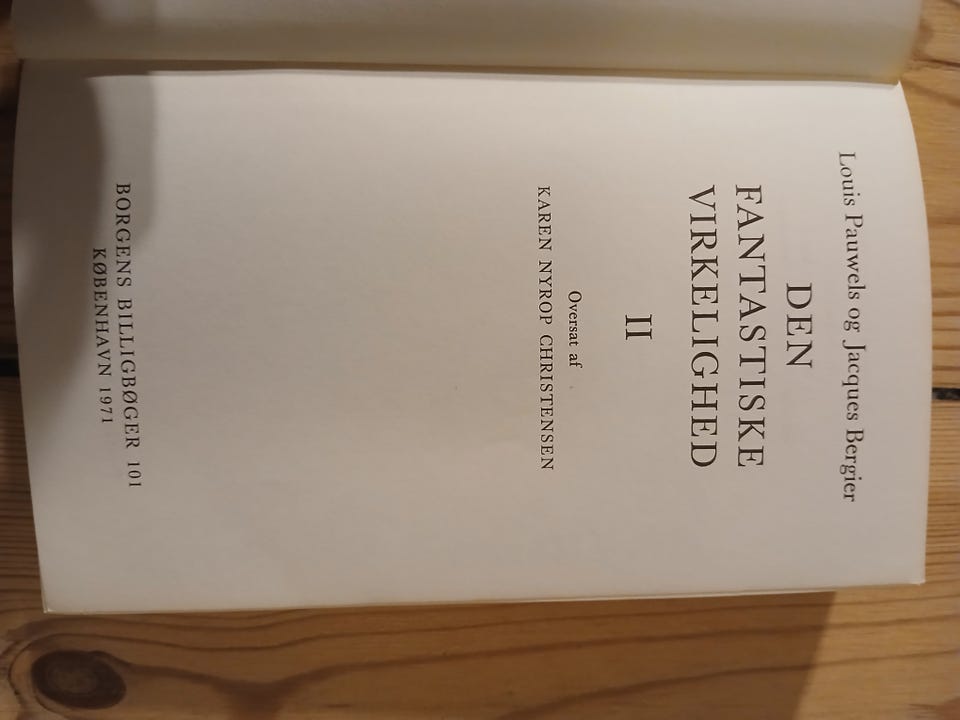 Louis Pauwels og Jacques Bergier
DEN
FANTASTISKE
VIRKELIGHED
II
Oversat af
KAREN NYROP CHRISTENSEN
BORGENS BILLIGBØGER 101
KØBENHAVN 1971